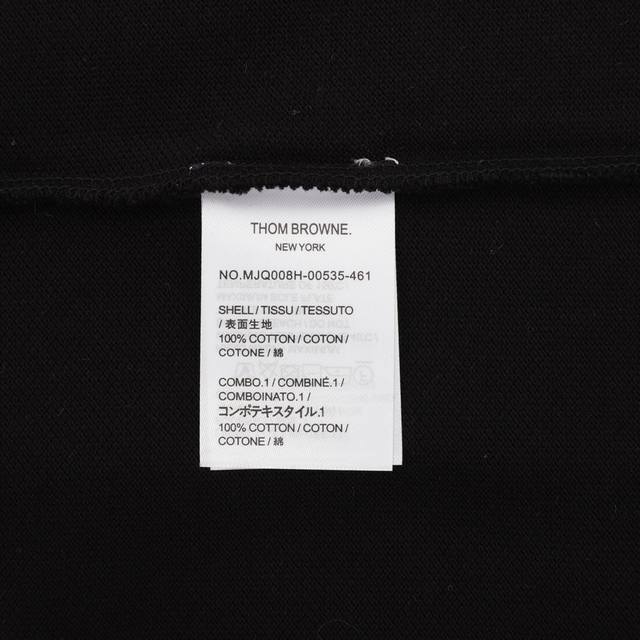 THOM BROWNE.
NEW YORK
NO.MJQ008H-00535-461
SHELL / TISSU / TESSUTO
/ 表面生地
100% COTTON / COTON /
COTONE / 綿
COMBO.1 / COMBINÉ.1 /
COMBOINATO.1 /
コンボテキスタイル.1
100% COTTON / COTON /
COTONE / 綿